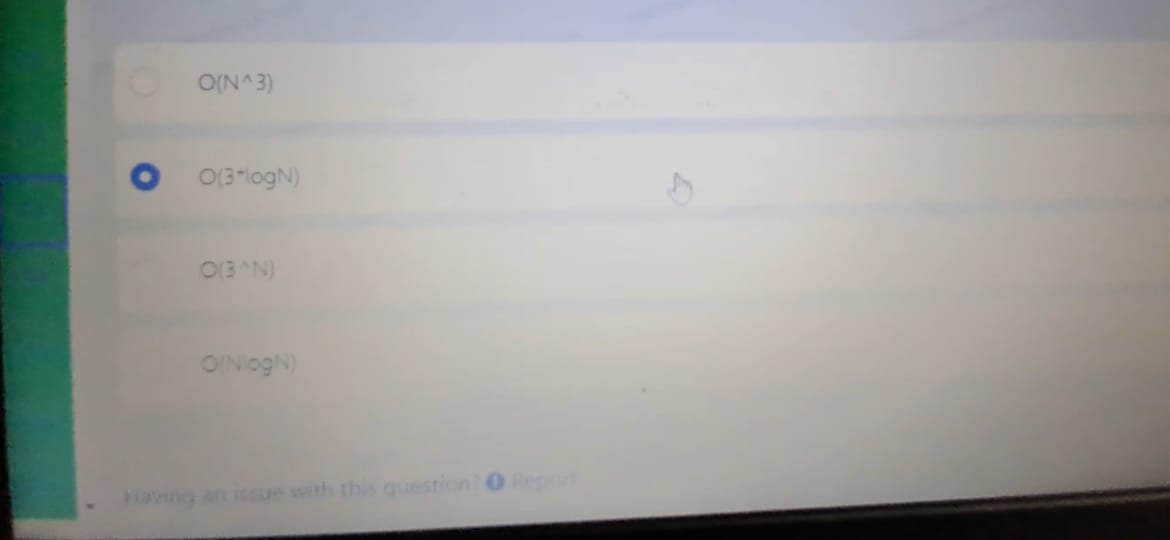 O(N^3)
O(3*logN)
O(3^N)
O(NlogN)
Having an issue with this question? Report